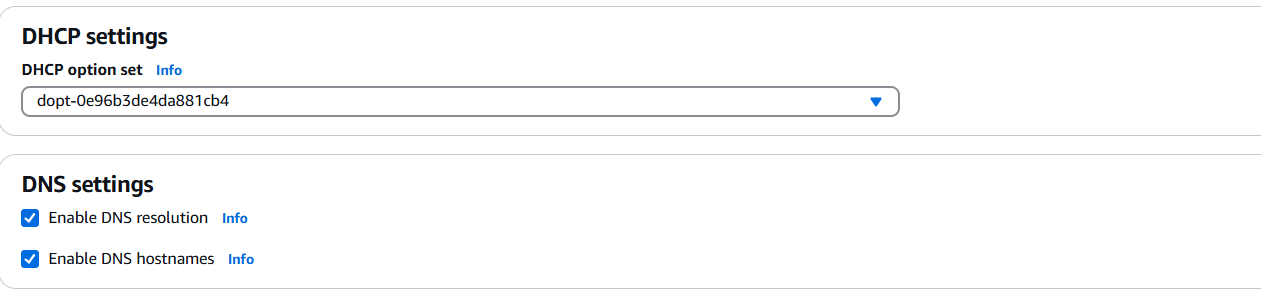 DHCP settings
DHCP option set Info
dopt-0e96b3de4da881cb4
DNS settings
Enable DNS resolution Info
Enable DNS hostnames Info